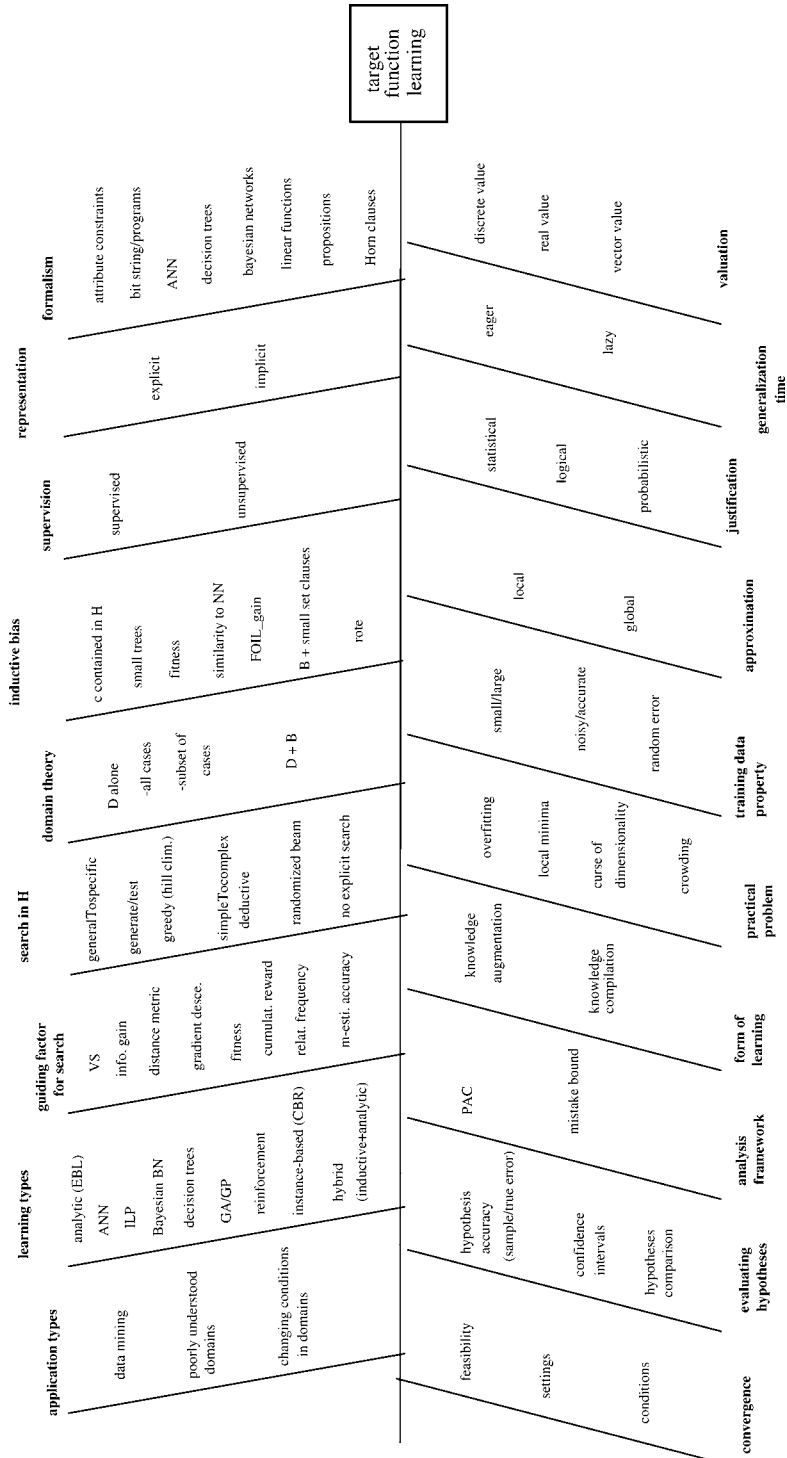 target
function
learning
application types
data mining
poorly understood
domains
changing conditions
in domains
learning types
analytic (EBL)
ANN
ILP
Bayesian BN
decision trees
GA/GP
reinforcement
instance-based (CBR)
hybrid
(inductive+analytic)
guiding factor
for search
VS
info. gain
distance metric
gradient desce.
fitness
cumulat. reward
relat. frequency
m-esti. accuracy
search in H
generalTospecific
generate/test
greedy (hill clim.)
simpleTocomplex
deductive
randomized beam
no explicit search
domain theory
D alone
-all cases
-subset of
cases
D + B
inductive bias
c contained in H
small trees
fitness
similarity to NN
FOIL_gain
B + small set clauses
rote
supervision
supervised
unsupervised
representation
explicit
implicit
formalism
attribute constraints
bit string/programs
ANN
decision trees
bayesian networks
linear functions
propositions
Horn clauses
feasibility
settings
conditions
convergence
hypothesis
accuracy
(sample/true error)
confidence
intervals
hypotheses
comparison
evaluating
hypotheses
PAC
mistake bound
analysis
framework
knowledge
augmentation
knowledge
compilation
form of
learning
overfitting
local minima
curse of
dimensionality
crowding
practical
problem
small/large
noisy/accurate
random error
training data
property
local
global
approximation
statistical
logical
probabilistic
justification
eager
lazy
generalization
time
discrete value
real value
vector value
valuation